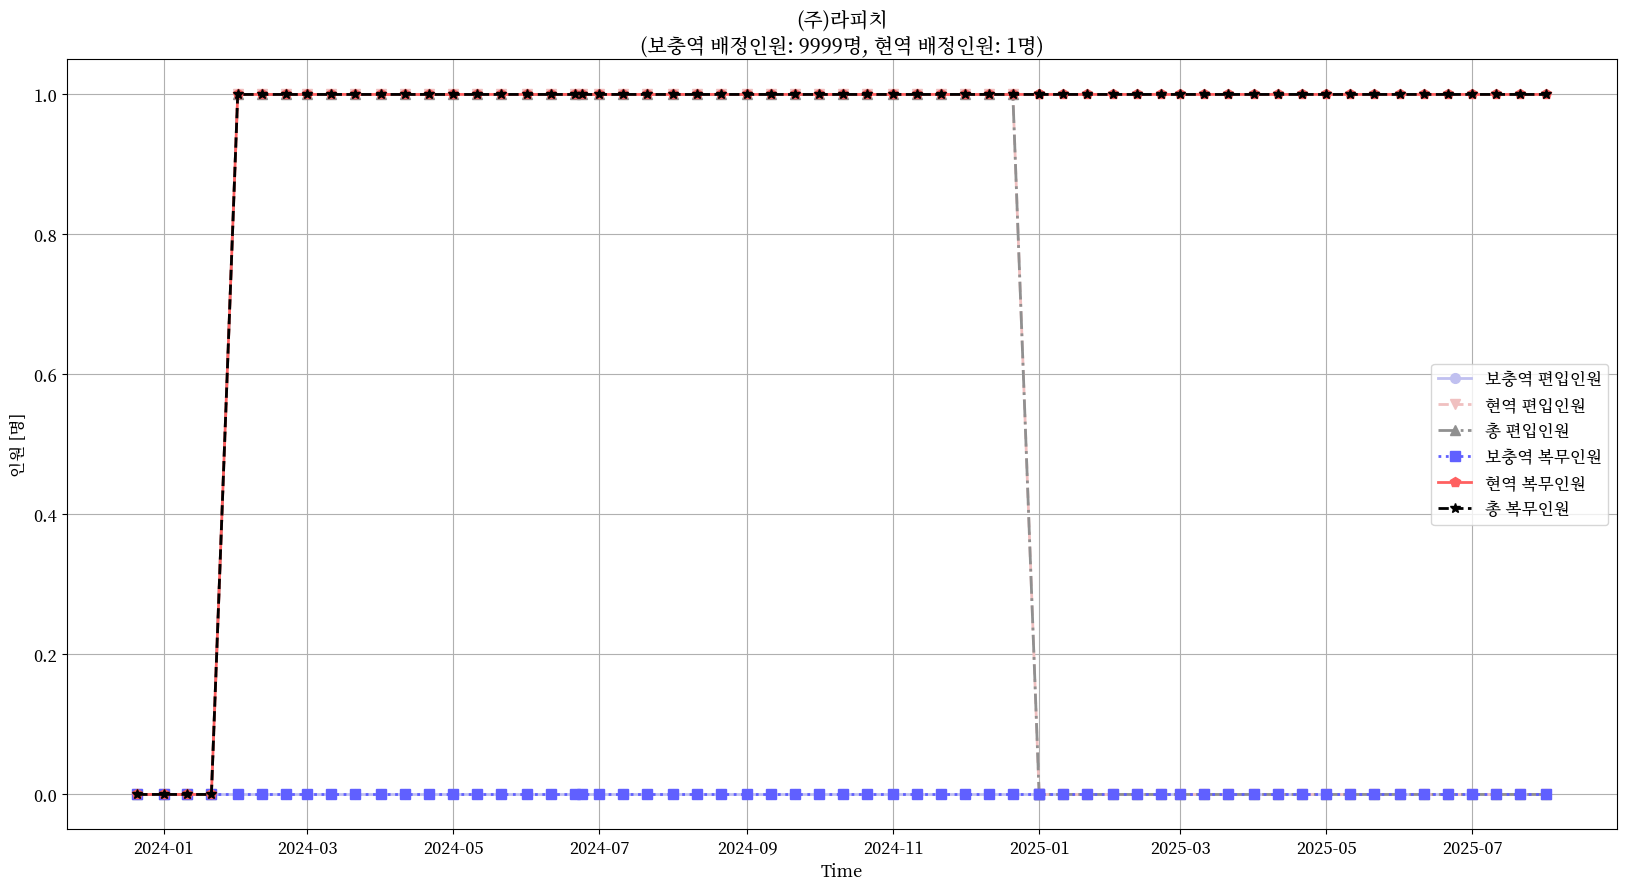 (주)라피치
(보충역 배정인원: 9999명, 현역 배정인원: 1명)
인원 [명]
1.0
0.8
0.6
0.4
0.2
0.0
보충역 편입인원
현역 편입인원
총 편입인원
보충역 복무인원
현역 복무인원
총 복무인원
2024-01
2024-03
2024-05
2024-07
2024-09
2024-11
2025-01
2025-03
2025-05
2025-07
Time